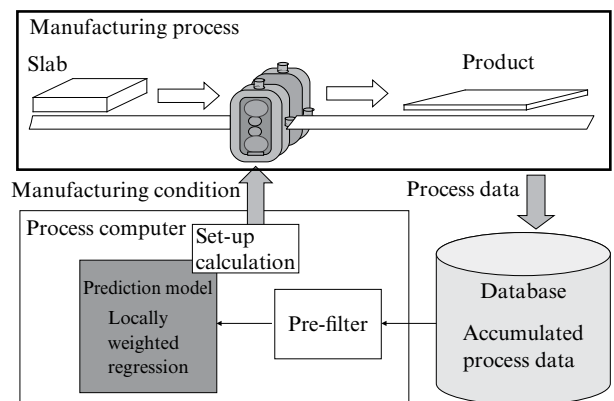 Manufacturing process
Slab
Product
Manufacturing condition
Process data
Process computer
Set-up
calculation
Prediction model
Locally
weighted
regression
Pre-filter
Database
Accumulated
process data